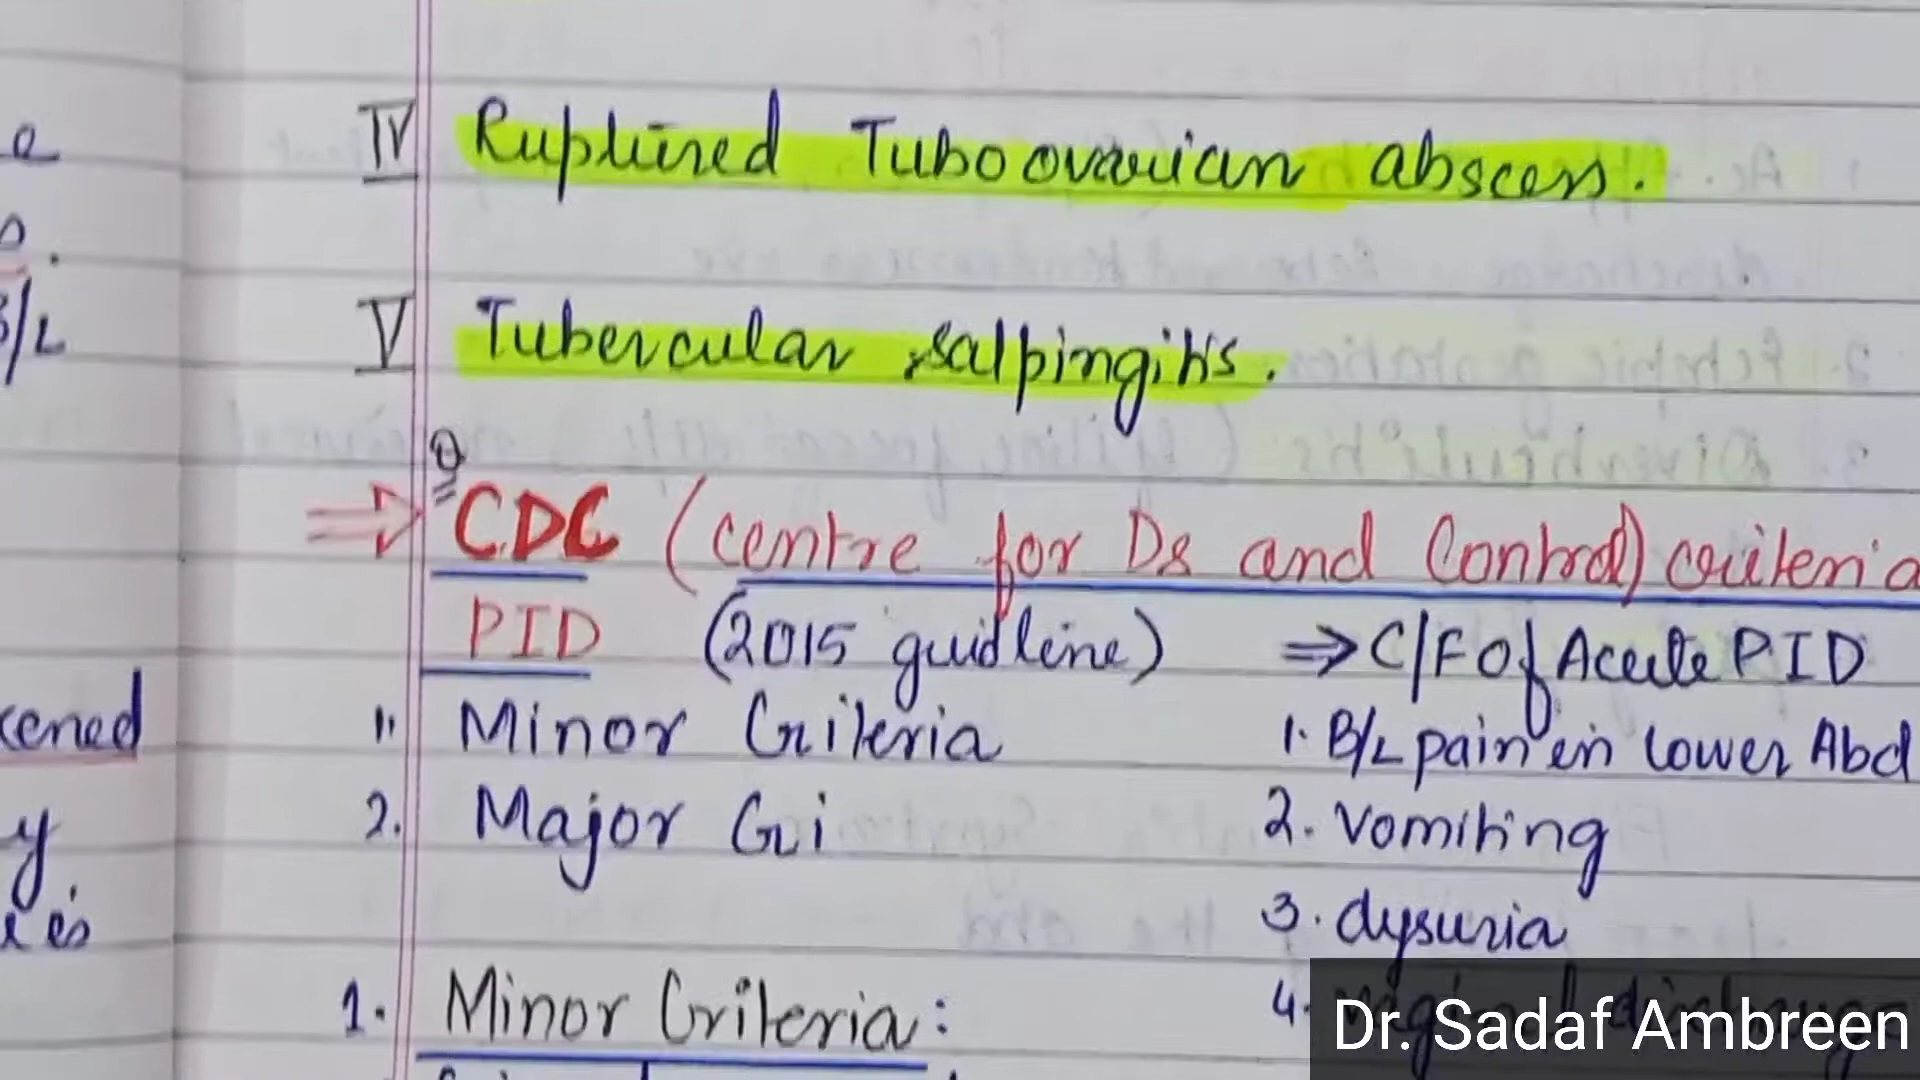 IV Ruptured Tuboovarian abscess.
V Tubercular salpingitis.
Q
⇒ CDC (centre for Ds and Control) criteria
PID (2015 guidline) ⇒ C/F Of Acute PID
1. Minor Criteria 1. B/L pain in lower Abd
2. Major Cri 2. Vomiting
3. dysuria
1. Minor Criteria: 4.
B/L
kened
y.
Dr. Sadaf Ambreen